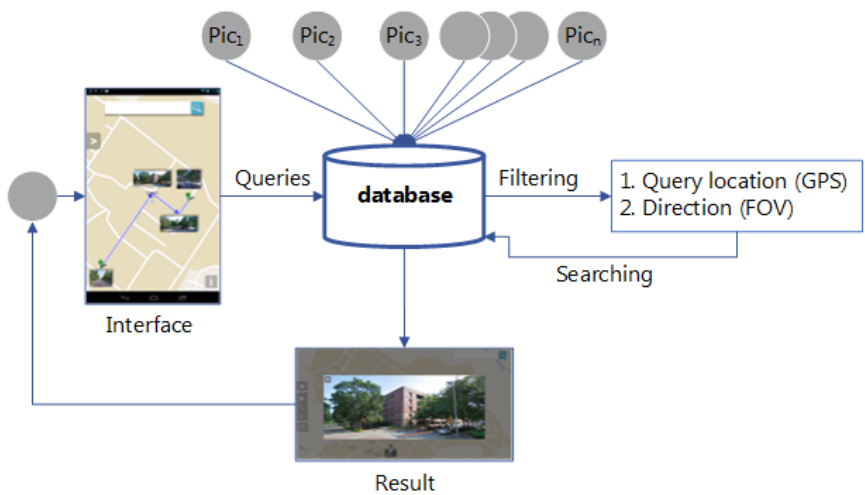 Pic1
Pic2
Pic3
Picn
Queries
database
Filtering
1. Query location (GPS)
2. Direction (FOV)
Searching
Interface
Result